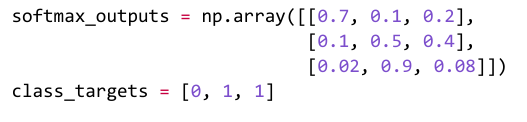 softmax_outputs = np.array([[0.7, 0.1, 0.2],
                            [0.1, 0.5, 0.4],
                            [0.02, 0.9, 0.08]])
class_targets = [0, 1, 1]